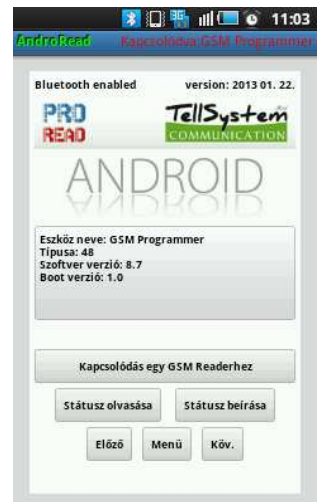 3G 11:03
AndroRead Kapcsolódva:GSM Programmer
Bluetooth enabled version: 2013 01. 22.
PRO READ TellSystem COMMUNICATION
ANDROID
Eszköz neve: GSM Programmer
Típusa: 48
Szoftver verzió: 8.7
Boot verzió: 1.0
Kapcsolódás egy GSM Readerhez
Státusz olvasása Státusz beírása
Előző Menü Köv.